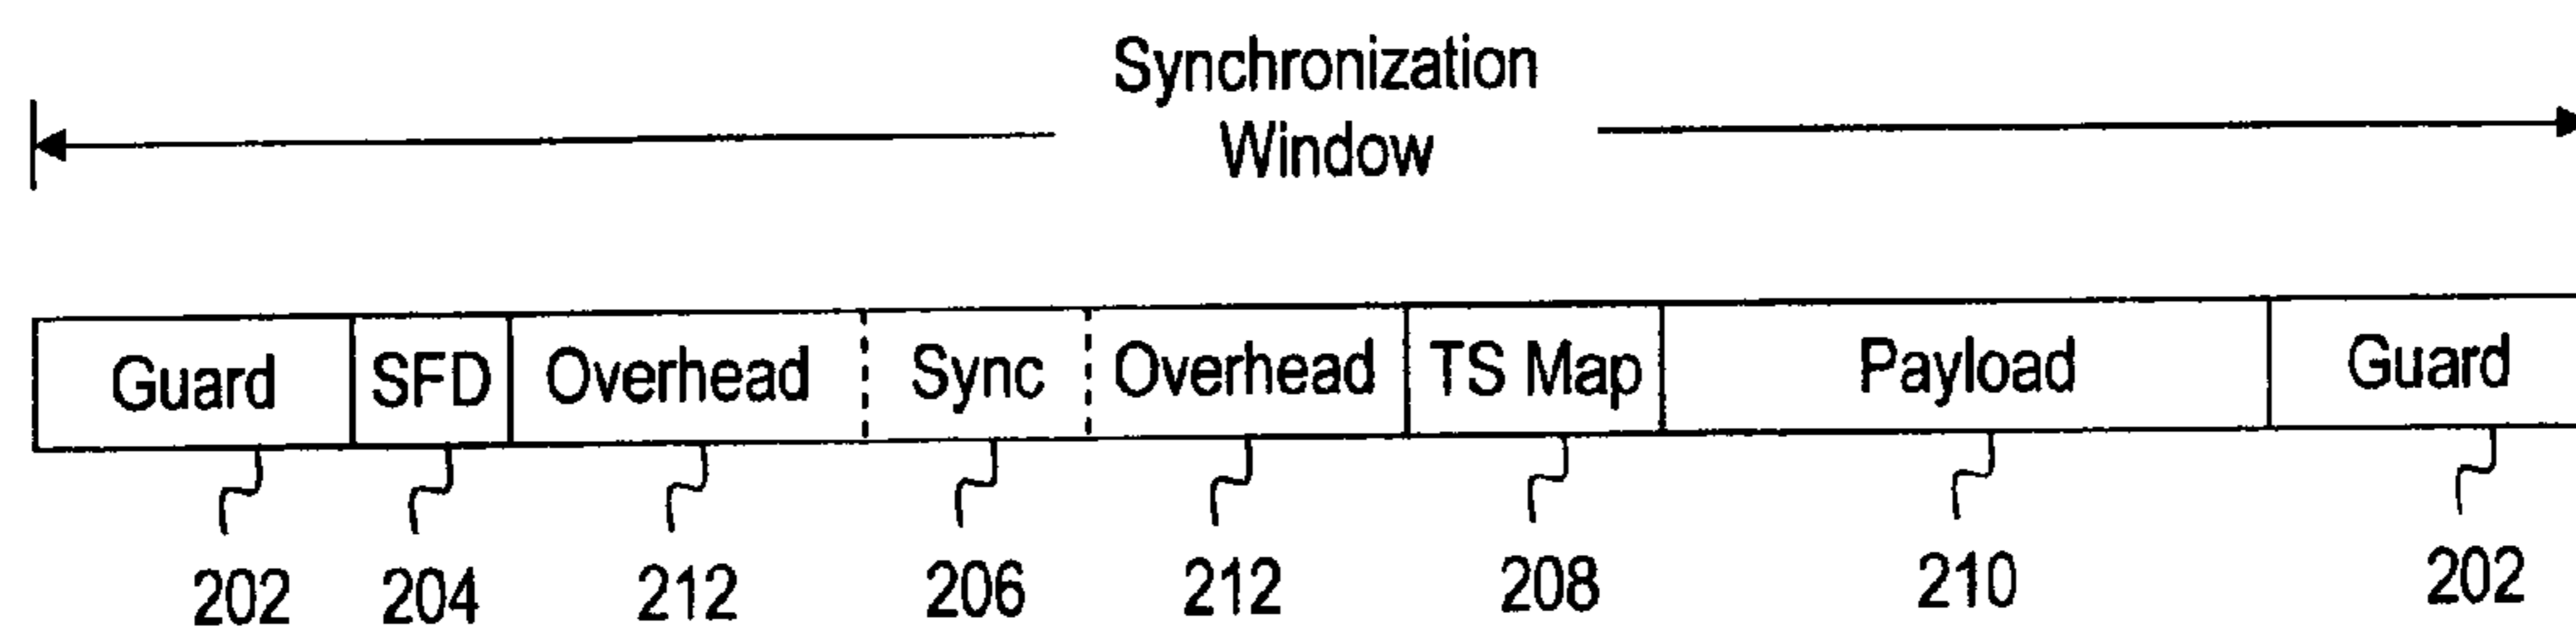 Synchronization
Window
Guard SFD Overhead Sync Overhead TS Map Payload Guard
202 204 212 206 212 208 210 202